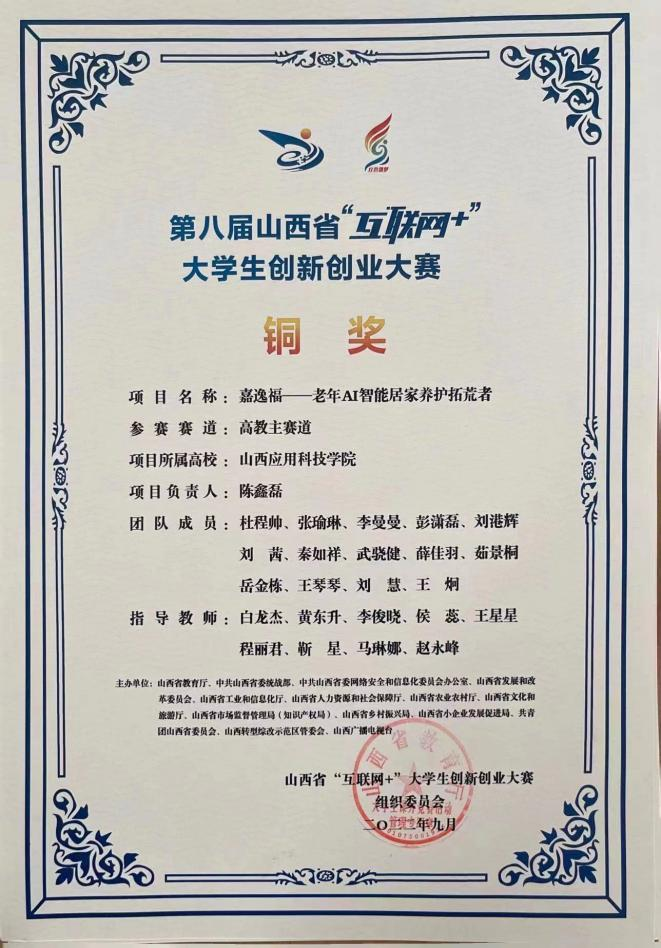 红色筑梦
第八届山西省“互联网+”
大学生创新创业大赛
铜 奖
项目名称：嘉逸福——老年AI智能居家养护拓荒者
参赛赛道：高教主赛道
项目所属高校：山西应用科技学院
项目负责人：陈鑫磊
团队成员：杜程帅、张瑜琳、李曼曼、彭潇磊、刘港辉
刘 茜、秦如祥、武骁健、薛佳羽、茹景桐
岳金栋、王琴琴、刘 慧、王 炯
指导教师：白龙杰、黄东升、李俊晓、侯 蕊、王星星
程丽君、靳 星、马琳娜、赵永峰
主办单位：山西省教育厅、中共山西省委统战部、中共山西省委网络安全和信息化委员会办公室、山西省发展和改
革委员会、山西省工业和信息化厅、山西省人力资源和社会保障厅、山西省农业农村厅、山西省文化和
旅游厅、山西省市场监督管理局（知识产权局）、山西省乡村振兴局、山西省小企业发展促进局、共青
团山西省委员会、山西转型综改示范区管委会、山西广播电视台
山西省教育厅
山西省“互联网+”大学生创新创业大赛
组织委员会
二〇二二年九月